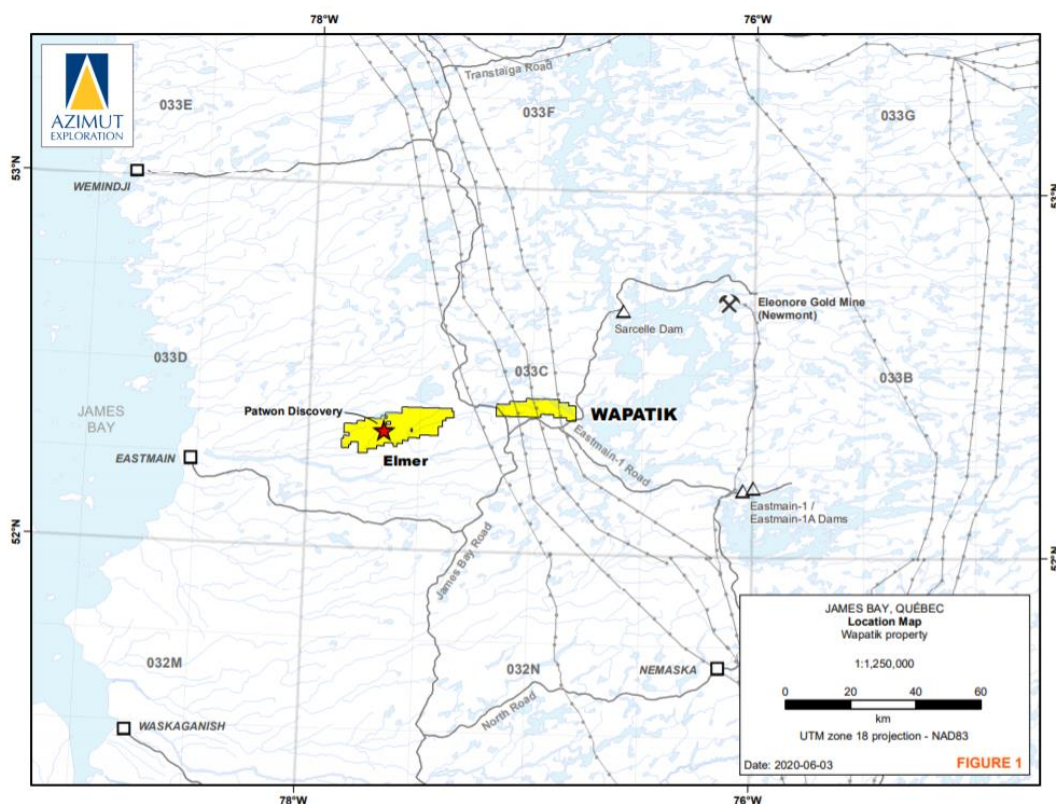 78°W
76°W
AZIMUT
EXPLORATION
033E
Transtaïga Road
033F
033G
53°N
53°N
WEMINDJI
Eleonore Gold Mine
(Newmont)
Sarcelle Dam
033D
033C
033B
JAMES
BAY
Patwon Discovery
WAPATIK
EASTMAIN
Elmer
Eastmain-1 Road
Eastmain-1 /
Eastmain-1A Dams
52°N
52°N
James Bay Road
032M
032N
NEMASKA
North Road
WASKAGANISH
JAMES BAY, QUÉBEC
Location Map
Wapatik property
1:1,250,000
0 20 40 60
km
UTM zone 18 projection - NAD83
Date: 2020-06-03
FIGURE 1
78°W
76°W